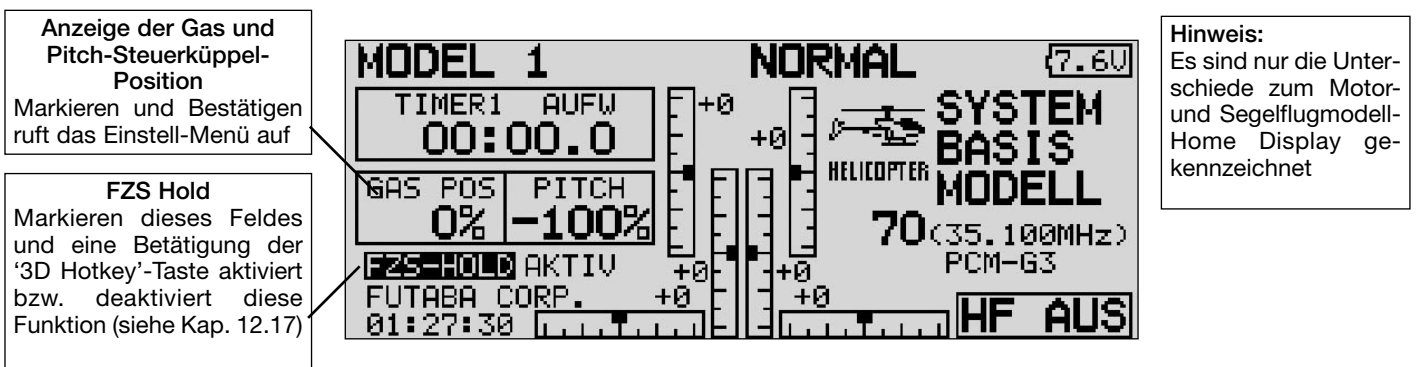 Anzeige der Gas und
Pitch-Steuerküppel-
Position
Markieren und Bestätigen
ruft das Einstell-Menü auf
FZS Hold
Markieren dieses Feldes
und eine Betätigung der
‘3D Hotkey’-Taste aktiviert
bzw. deaktiviert diese
Funktion (siehe Kap. 12.17)
MODEL 1 NORMAL 7.6V
TIMER1 AUFW
00:00.0
GAS POS PITCH
0% -100%
FZS-HOLD AKTIV
FUTABA CORP.
01:27:30
+0
+0
+0
+0
+0
+0
HELICOPTER
SYSTEM
BASIS
MODELL
70(35.100MHz)
PCM-G3
HF AUS
Hinweis:
Es sind nur die Unter-
schiede zum Motor-
und Segelflugmodell-
Home Display ge-
kennzeichnet